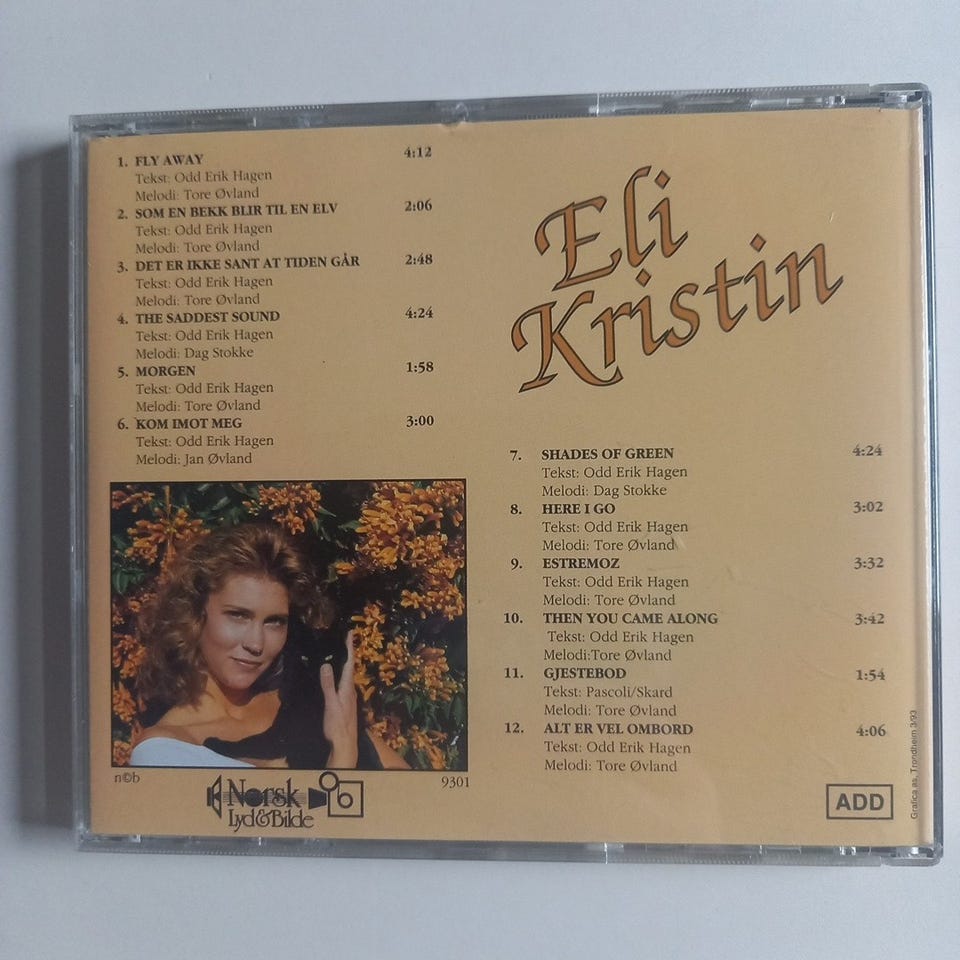 1. FLY AWAY 4:12
Tekst: Odd Erik Hagen
Melodi: Tore Øvland
2. SOM EN BEKK BLIR TIL EN ELV 2:06
Tekst: Odd Erik Hagen
Melodi: Tore Øvland
3. DET ER IKKE SANT AT TIDEN GÅR 2:48
Tekst: Odd Erik Hagen
Melodi: Tore Øvland
4. THE SADDEST SOUND 4:24
Tekst: Odd Erik Hagen
Melodi: Dag Stokke
5. MORGEN 1:58
Tekst: Odd Erik Hagen
Melodi: Tore Øvland
6. KOM IMOT MEG 3:00
Tekst: Odd Erik Hagen
Melodi: Jan Øvland
Eli
Kristin
7. SHADES OF GREEN 4:24
Tekst: Odd Erik Hagen
Melodi: Dag Stokke
8. HERE I GO 3:02
Tekst: Odd Erik Hagen
Melodi: Tore Øvland
9. ESTREMOZ 3:32
Tekst: Odd Erik Hagen
Melodi: Tore Øvland
10. THEN YOU CAME ALONG 3:42
Tekst: Odd Erik Hagen
Melodi:Tore Øvland
11. GJESTEBOD 1:54
Tekst: Pascoli/Skard
Melodi: Tore Øvland
12. ALT ER VEL OMBORD 4:06
Tekst: Odd Erik Hagen
Melodi: Tore Øvland
n©b
9301
Norsk
Lyd&Bilde
ADD
Grafica as, Trondheim 3/93